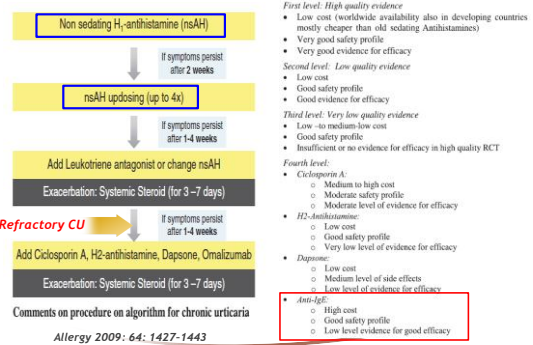 Non sedating H1-antihistamine (nsAH)
If symptoms persist
after 2 weeks
nsAH updosing (up to 4x)
If symptoms persist
after 1-4 weeks
Add Leukotriene antagonist or change nsAH
Exacerbation: Systemic Steroid (for 3 –7 days)
Refractory CU
If symptoms persist
after 1-4 weeks
Add Ciclosporin A, H2-antihistamine, Dapsone, Omalizumab
Exacerbation: Systemic Steroid (for 3–7 days)
Comments on procedure on algorithm for chronic urticaria
Allergy 2009: 64: 1427–1443
First level: High quality evidence
• Low cost (worldwide availability also in developing countries
mostly cheaper than old sedating Antihistamines)
• Very good safety profile
• Very good evidence for efficacy
Second level: Low quality evidence
• Low cost
• Good safety profile
• Good evidence for efficacy
Third level: Very low quality evidence
• Low –to medium-low cost
• Good safety profile
• Insufficient or no evidence for efficacy in high quality RCT
Fourth level:
• Ciclosporin A:
o Medium to high cost
o Moderate safety profile
o Moderate level of evidence for efficacy
• H2-Antihistamine:
o Low cost
o Good safety profile
o Very low level of evidence for efficacy
• Dapsone:
o Low cost
o Medium level of side effects
o Low level of evidence for efficacy
• Anti-IgE:
o High cost
o Good safety profile
o Low level evidence for good efficacy